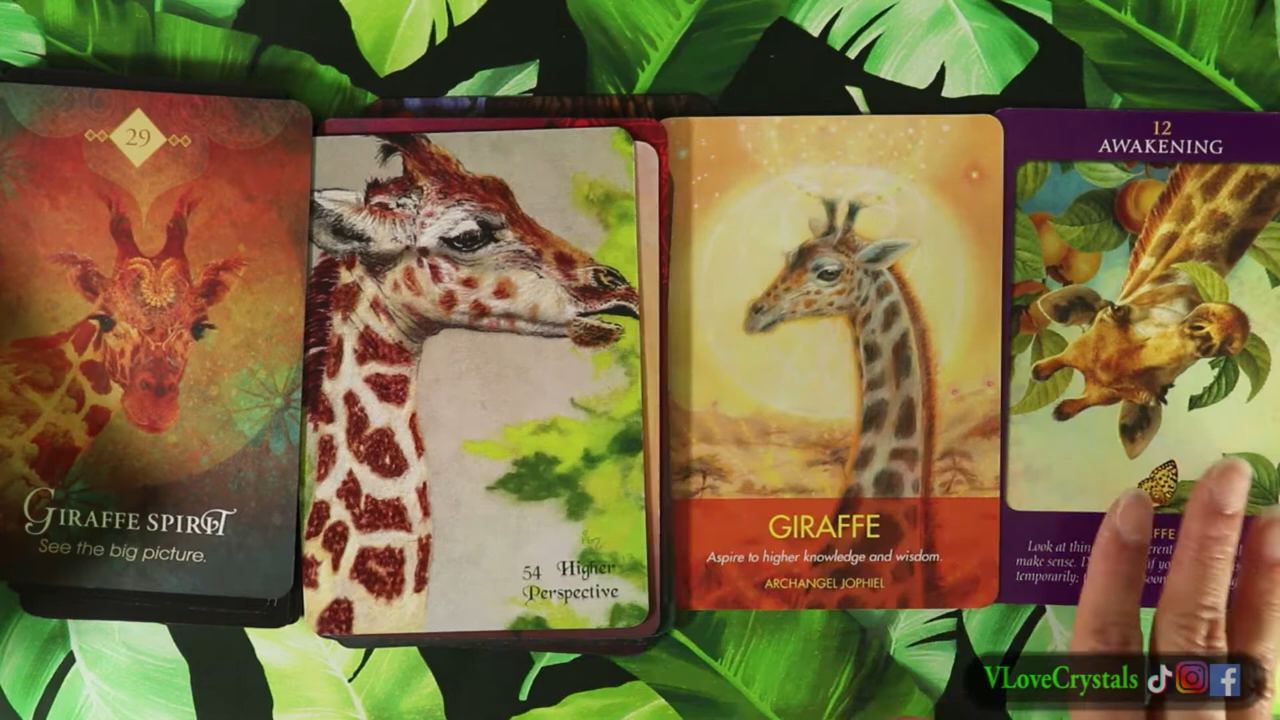 29
GIRAFFE SPIRIT
See the big picture.
54 Higher
Perspective
GIRAFFE
Aspire to higher knowledge and wisdom.
ARCHANGEL JOPHIEL
12
AWAKENING
Look at
make sense.
temporarily;
VLoveCrystals